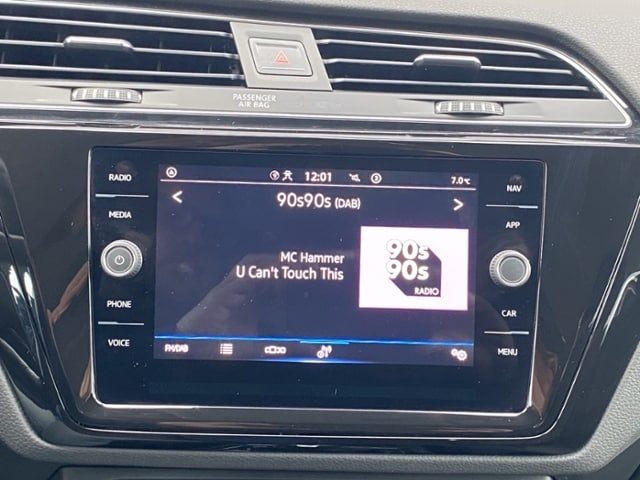 PASSENGER
AIR BAG
RADIO
MEDIA
PHONE
VOICE
12:01
7.0°C
90s90s (DAB)
MC Hammer
U Can't Touch This
90s
90s
RADIO
FM/DAB
NAV
APP
CAR
MENU